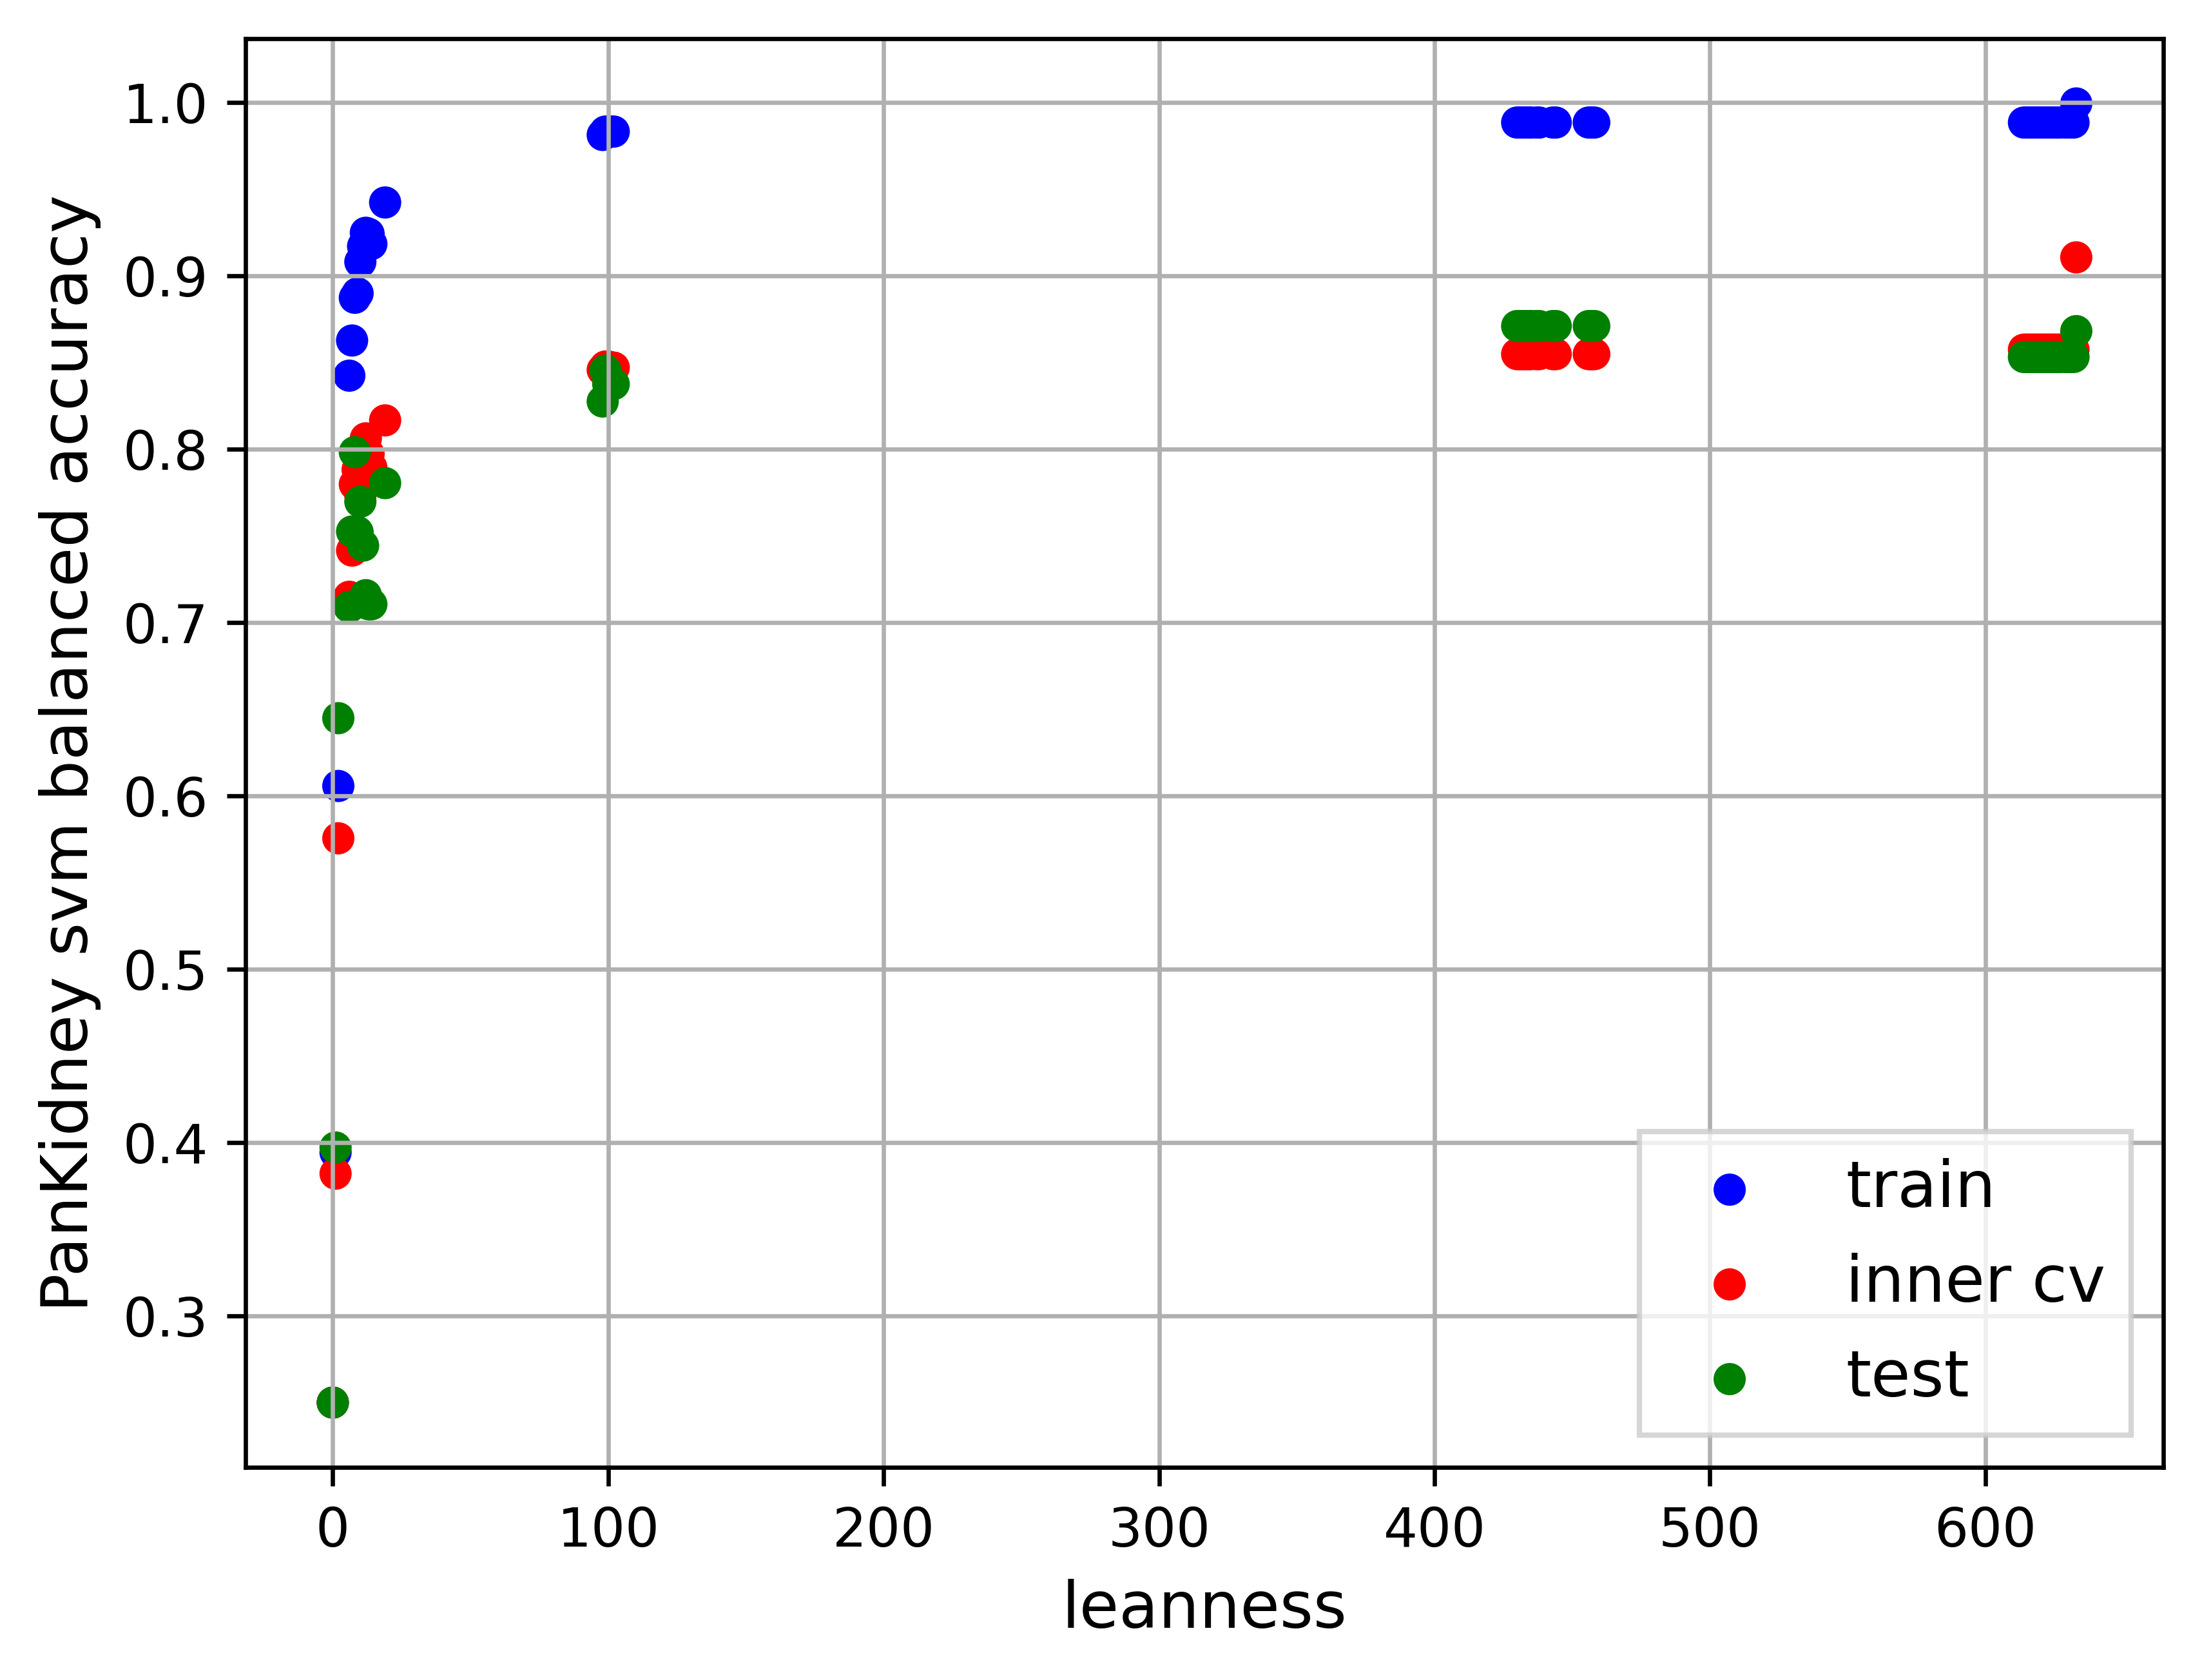 1.0
0.9
0.8
0.7
0.6
0.5
0.4
0.3
PanKidney svm balanced accuracy
0 100 200 300 400 500 600
leanness
train
inner cv
test